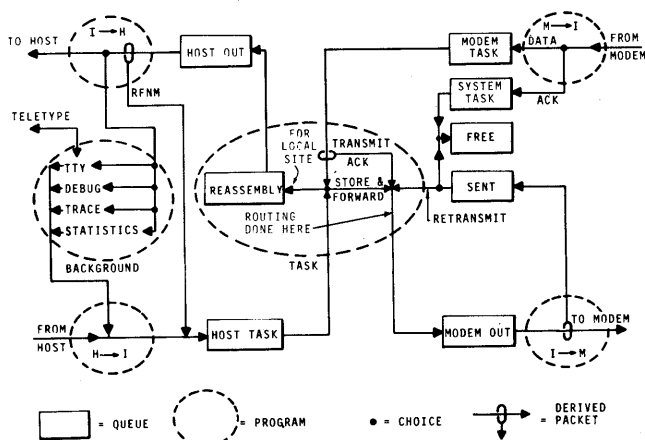 I → H
TO HOST
HOST OUT
RFNM
MODEM TASK
M → I
DATA
FROM
MODEM
SYSTEM
TASK
ACK
FREE
TELETYPE
TTY
DEBUG
TRACE
STATISTICS
BACKGROUND
FOR
LOCAL
SITE
TRANSMIT
ACK
REASSEMBLY
STORE &
FORWARD
SENT
ROUTING
DONE HERE
RETRANSMIT
TASK
FROM
HOST
H → I
HOST TASK
MODEM OUT
TO MODEM
I → M
= QUEUE
= PROGRAM
= CHOICE
= DERIVED
PACKET